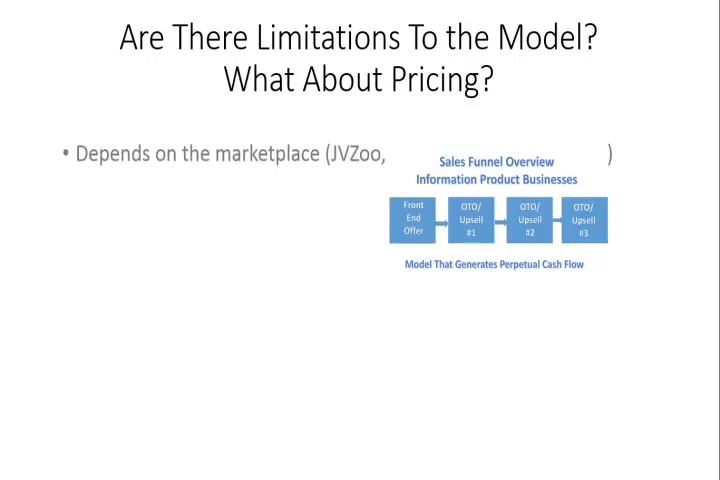 Are There Limitations To the Model?
What About Pricing?
• Depends on the marketplace (JVZoo, )
Sales Funnel Overview
Information Product Businesses
Front
End
Offer
OTO/
Upsell
#1
OTO/
Upsell
#2
OTO/
Upsell
#3
Model That Generates Perpetual Cash Flow